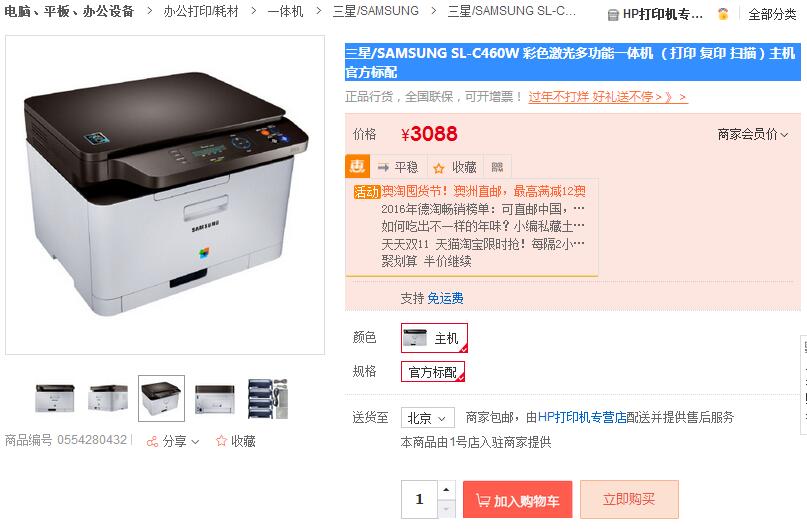 电脑、平板、办公设备 > 办公打印/耗材 > 一体机 > 三星/SAMSUNG > 三星/SAMSUNG SL-C... HP打印机专... 全部分类
三星/SAMSUNG SL-C460W 彩色激光多功能一体机 （打印 复印 扫描）主机
官方标配
正品行货，全国联保，可开增票！ 过年不打烊 好礼送不停>》>
价格 ¥3088 商家会员价
惠 平稳 收藏
活动 澳淘囤货节！澳洲直邮，最高满减12澳
2016年德淘畅销榜单：可直邮中国，…
如何吃出不一样的年味？小编私藏土…
天天双11 天猫淘宝限时抢！每隔2小…
聚划算 半价继续
支持 免运费
SAMSUNG
颜色 主机
规格 官方标配
送货至 北京 商家包邮，由HP打印机专营店配送并提供售后服务
本商品由1号店入驻商家提供
商品编号 0554280432 分享 收藏
1 加入购物车 立即购买